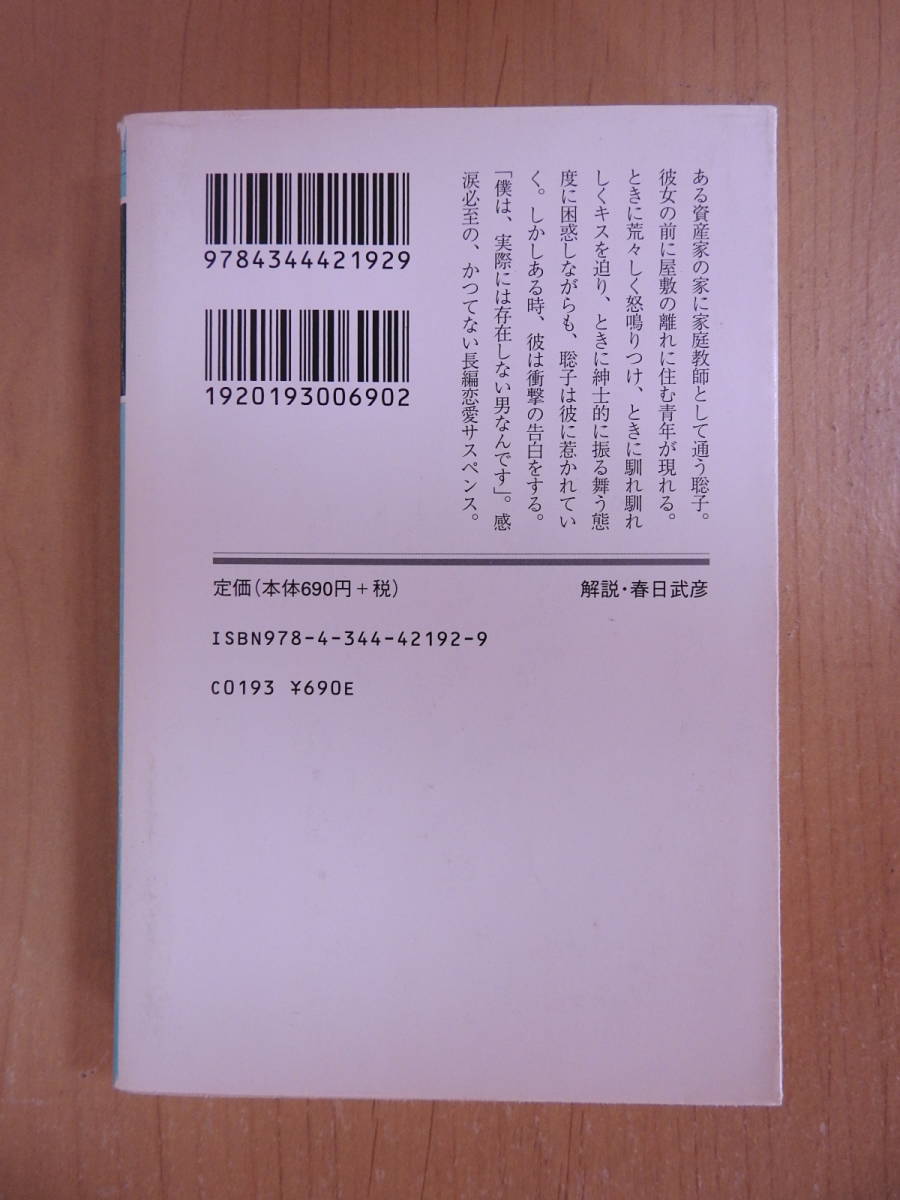 ある資産家の家に家庭教師として通う聡子。
彼女の前に屋敷の離れに住む青年が現れる。
ときに荒々しく怒鳴りつけ、ときに馴れ馴れ
しくキスを迫り、ときに紳士的に振る舞う態
度に困惑しながらも、聡子は彼に惹かれてい
く。しかしある時、彼は衝撃の告白をする。
「僕は、実際には存在しない男なんです」。感
涙必至の、かつてない長編恋愛サスペンス。
9784344421929
1920193006902
定価(本体690円+税)
解説・春日武彦
ISBN978-4-344-42192-9
C0193 ¥690E